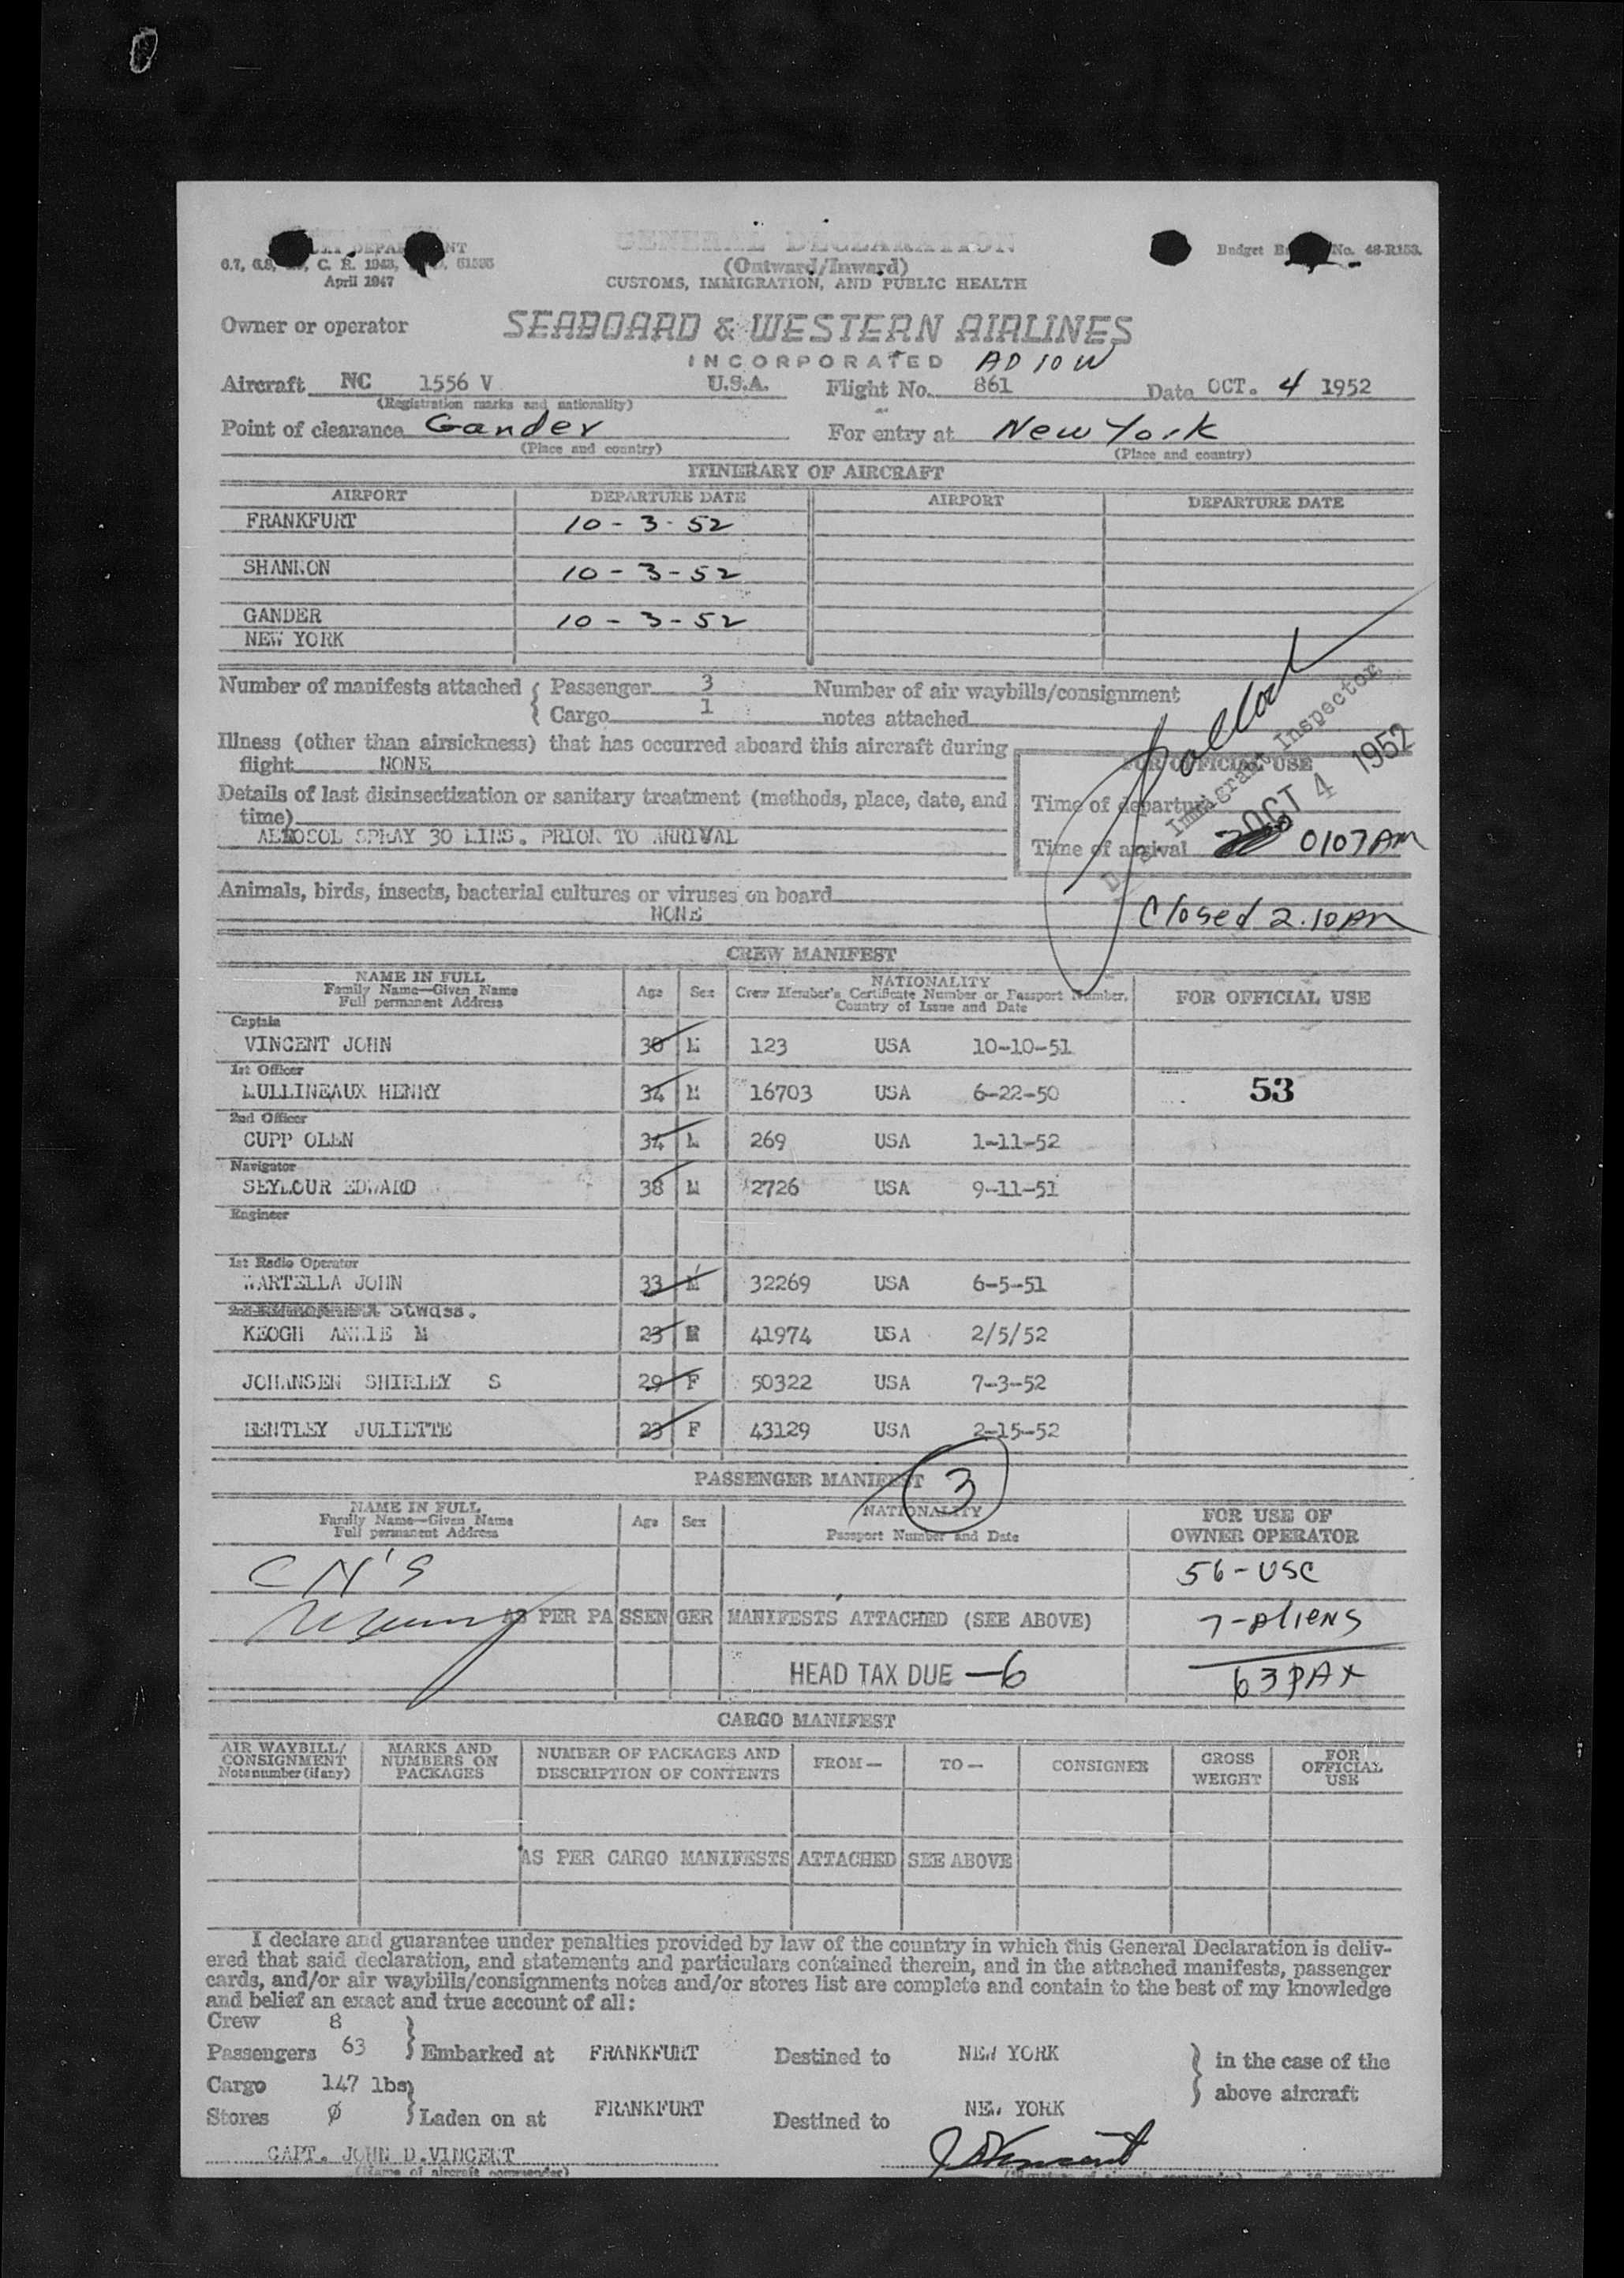 GENERAL DECLARATION
(Outward/Inward)
CUSTOMS, IMMIGRATION, AND PUBLIC HEALTH
C. R. 1943,
April 1947
Budget No. 48-R153.
Owner or operator SEABOARD & WESTERN AIRLINES
INCORPORATED AD 10 W
Aircraft NC 1556 V U.S.A. Flight No. 861 Date OCT. 4 1952
(Registration marks and nationality)
Point of clearance Gander For entry at New York
(Place and country) (Place and country)
ITINERARY OF AIRCRAFT
AIRPORT DEPARTURE DATE AIRPORT DEPARTURE DATE
FRANKFURT 10-3-52
SHANNON 10-3-52
GANDER 10-3-52
NEW YORK
Number of manifests attached { Passenger 3 Number of air waybills/consignment
Cargo 1 notes attached
Illness (other than airsickness) that has occurred aboard this aircraft during
flight NONE
FOR OFFICIAL USE
Details of last disinsectization or sanitary treatment (methods, place, date, and
time)
AEROSOL SPRAY 30 MINS. PRIOR TO ARRIVAL
Time of departure
Time of arrival 0107 AM
Immigrant Inspector
OCT 4 1952
Animals, birds, insects, bacterial cultures or viruses on board
NONE
Closed 2.10 AM
CREW MANIFEST
NAME IN FULL
Family Name—Given Name
Full permanent Address
Age Sex
NATIONALITY
Crew Member's Certificate Number or Passport Number,
Country of Issue and Date
FOR OFFICIAL USE
Captain
VINCENT JOHN 30 M 123 USA 10-10-51
1st Officer
MULLINEAUX HENRY 34 M 16703 USA 6-22-50 53
2nd Officer
CUPP OLEN 34 M 269 USA 1-11-52
Navigator
SEYMOUR EDWARD 38 M 2726 USA 9-11-51
Engineer
1st Radio Operator
MARTELLA JOHN 33 M 32269 USA 6-5-51
Stwdss.
KEOGH ANNIE M 23 F 41974 USA 2/5/52
JOHANSEN SHIRLEY S 29 F 50322 USA 7-3-52
BENTLEY JULIETTE 23 F 43129 USA 2-15-52
PASSENGER MANIFEST 3
NAME IN FULL
Family Name—Given Name
Full permanent Address
Age Sex
NATIONALITY
Passport Number and Date
FOR USE OF
OWNER OPERATOR
C N'S 56-USC
AS PER PASSENGER MANIFESTS ATTACHED (SEE ABOVE) 7-Aliens
HEAD TAX DUE —6 63 PAX
CARGO MANIFEST
AIR WAYBILL/
CONSIGNMENT
Note number (if any)
MARKS AND
NUMBERS ON
PACKAGES
NUMBER OF PACKAGES AND
DESCRIPTION OF CONTENTS
FROM— TO— CONSIGNEE
GROSS
WEIGHT
FOR
OFFICIAL
USE
AS PER CARGO MANIFESTS ATTACHED SEE ABOVE
I declare and guarantee under penalties provided by law of the country in which this General Declaration is deliv-
ered that said declaration, and statements and particulars contained therein, and in the attached manifests, passenger
cards, and/or air waybills/consignments notes and/or stores list are complete and contain to the best of my knowledge
and belief an exact and true account of all:
Crew 8
Passengers 63 } Embarked at FRANKFURT Destined to NEW YORK } in the case of the
Cargo 147 lbs above aircraft
Stores Ø } Laden on at FRANKFURT Destined to NEW YORK
CAPT. JOHN D. VINCENT J D Vincent
(Name of aircraft commander)